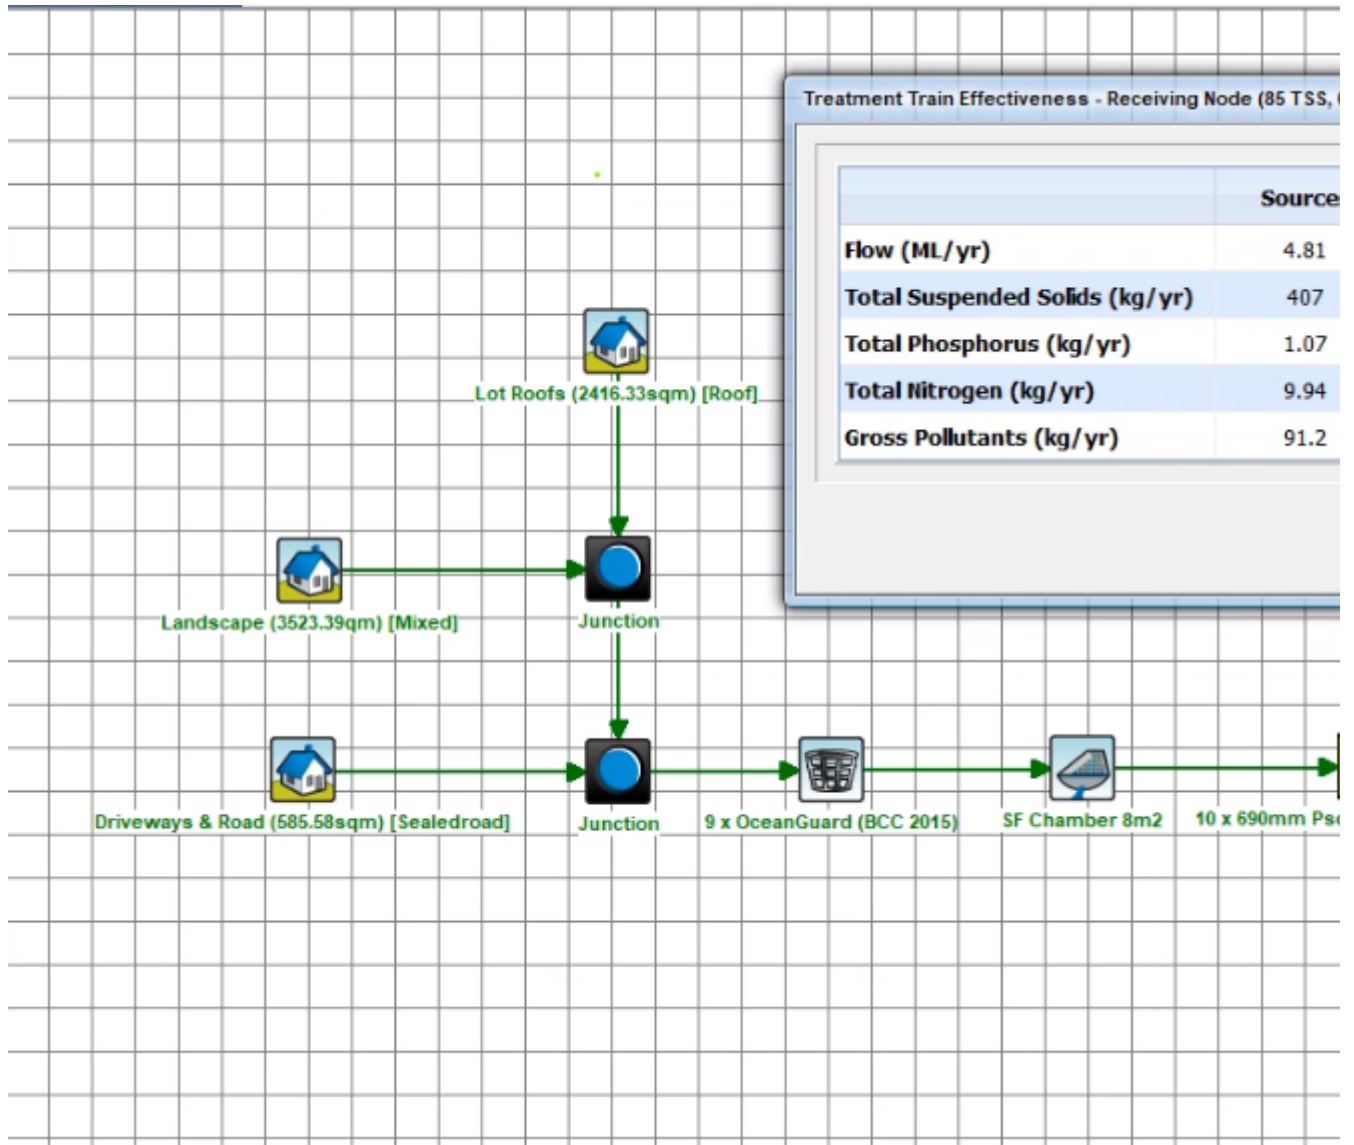 Treatment Train Effectiveness - Receiving Node (85 TSS,
Source
Flow (ML/yr) 4.81
Total Suspended Solids (kg/yr) 407
Total Phosphorus (kg/yr) 1.07
Total Nitrogen (kg/yr) 9.94
Gross Pollutants (kg/yr) 91.2
Lot Roofs (2416.33sqm) [Roof]
Landscape (3523.39qm) [Mixed]
Junction
Driveways & Road (585.58sqm) [Sealedroad]
Junction
9 x OceanGuard (BCC 2015)
SF Chamber 8m2
10 x 690mm